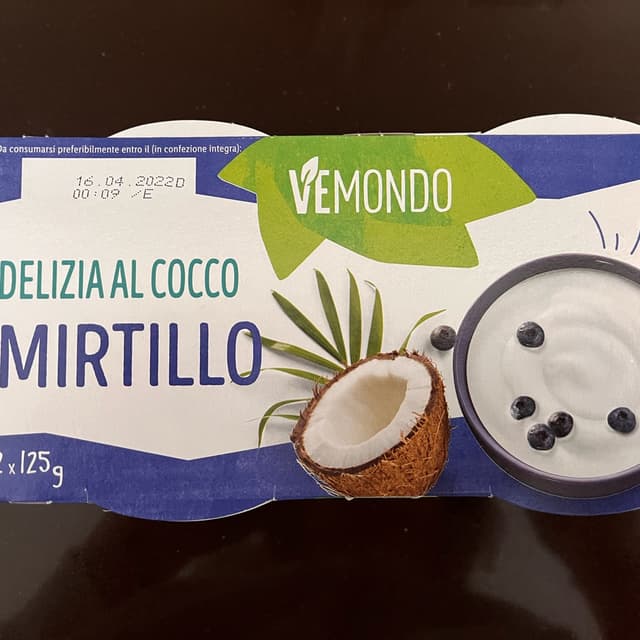 Da consumarsi preferibilmente entro il (in confezione integra):
16.04.2022D
00:09 /E
VEMONDO
DELIZIA AL COCCO
MIRTILLO
2 x 125g